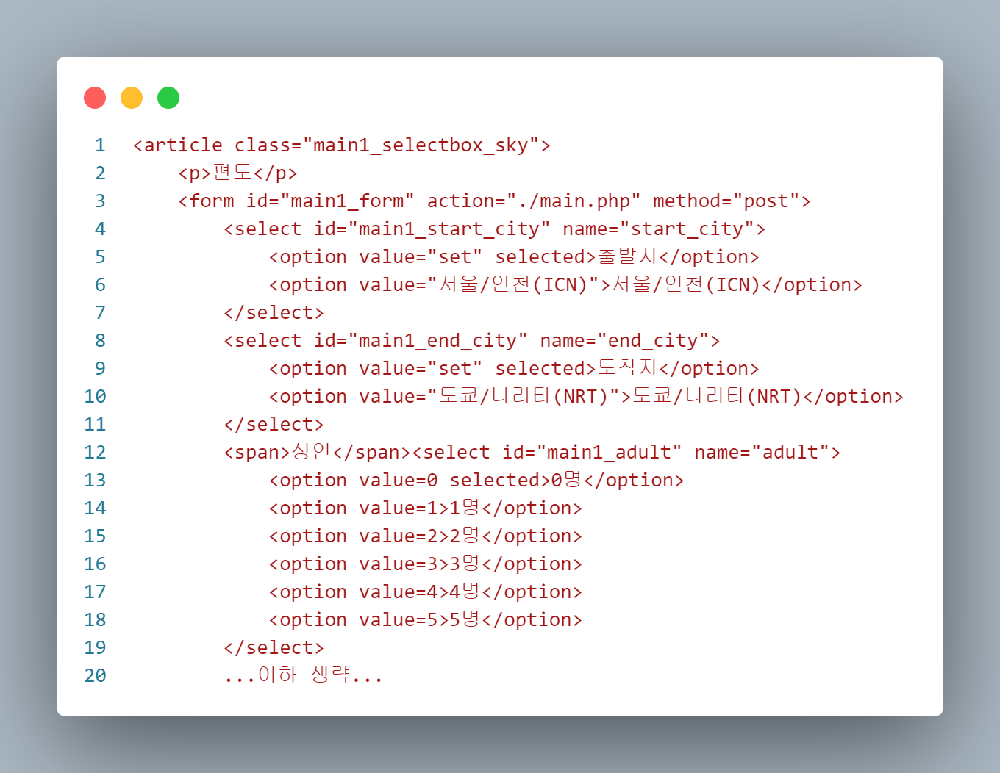 1 <article class="main1_selectbox_sky">
2     <p>편도</p>
3     <form id="main1_form" action="./main.php" method="post">
4         <select id="main1_start_city" name="start_city">
5             <option value="set" selected>출발지</option>
6             <option value="서울/인천(ICN)">서울/인천(ICN)</option>
7         </select>
8         <select id="main1_end_city" name="end_city">
9             <option value="set" selected>도착지</option>
10             <option value="도쿄/나리타(NRT)">도쿄/나리타(NRT)</option>
11         </select>
12         <span>성인</span><select id="main1_adult" name="adult">
13             <option value=0 selected>0명</option>
14             <option value=1>1명</option>
15             <option value=2>2명</option>
16             <option value=3>3명</option>
17             <option value=4>4명</option>
18             <option value=5>5명</option>
19         </select>
20         ...이하 생략...